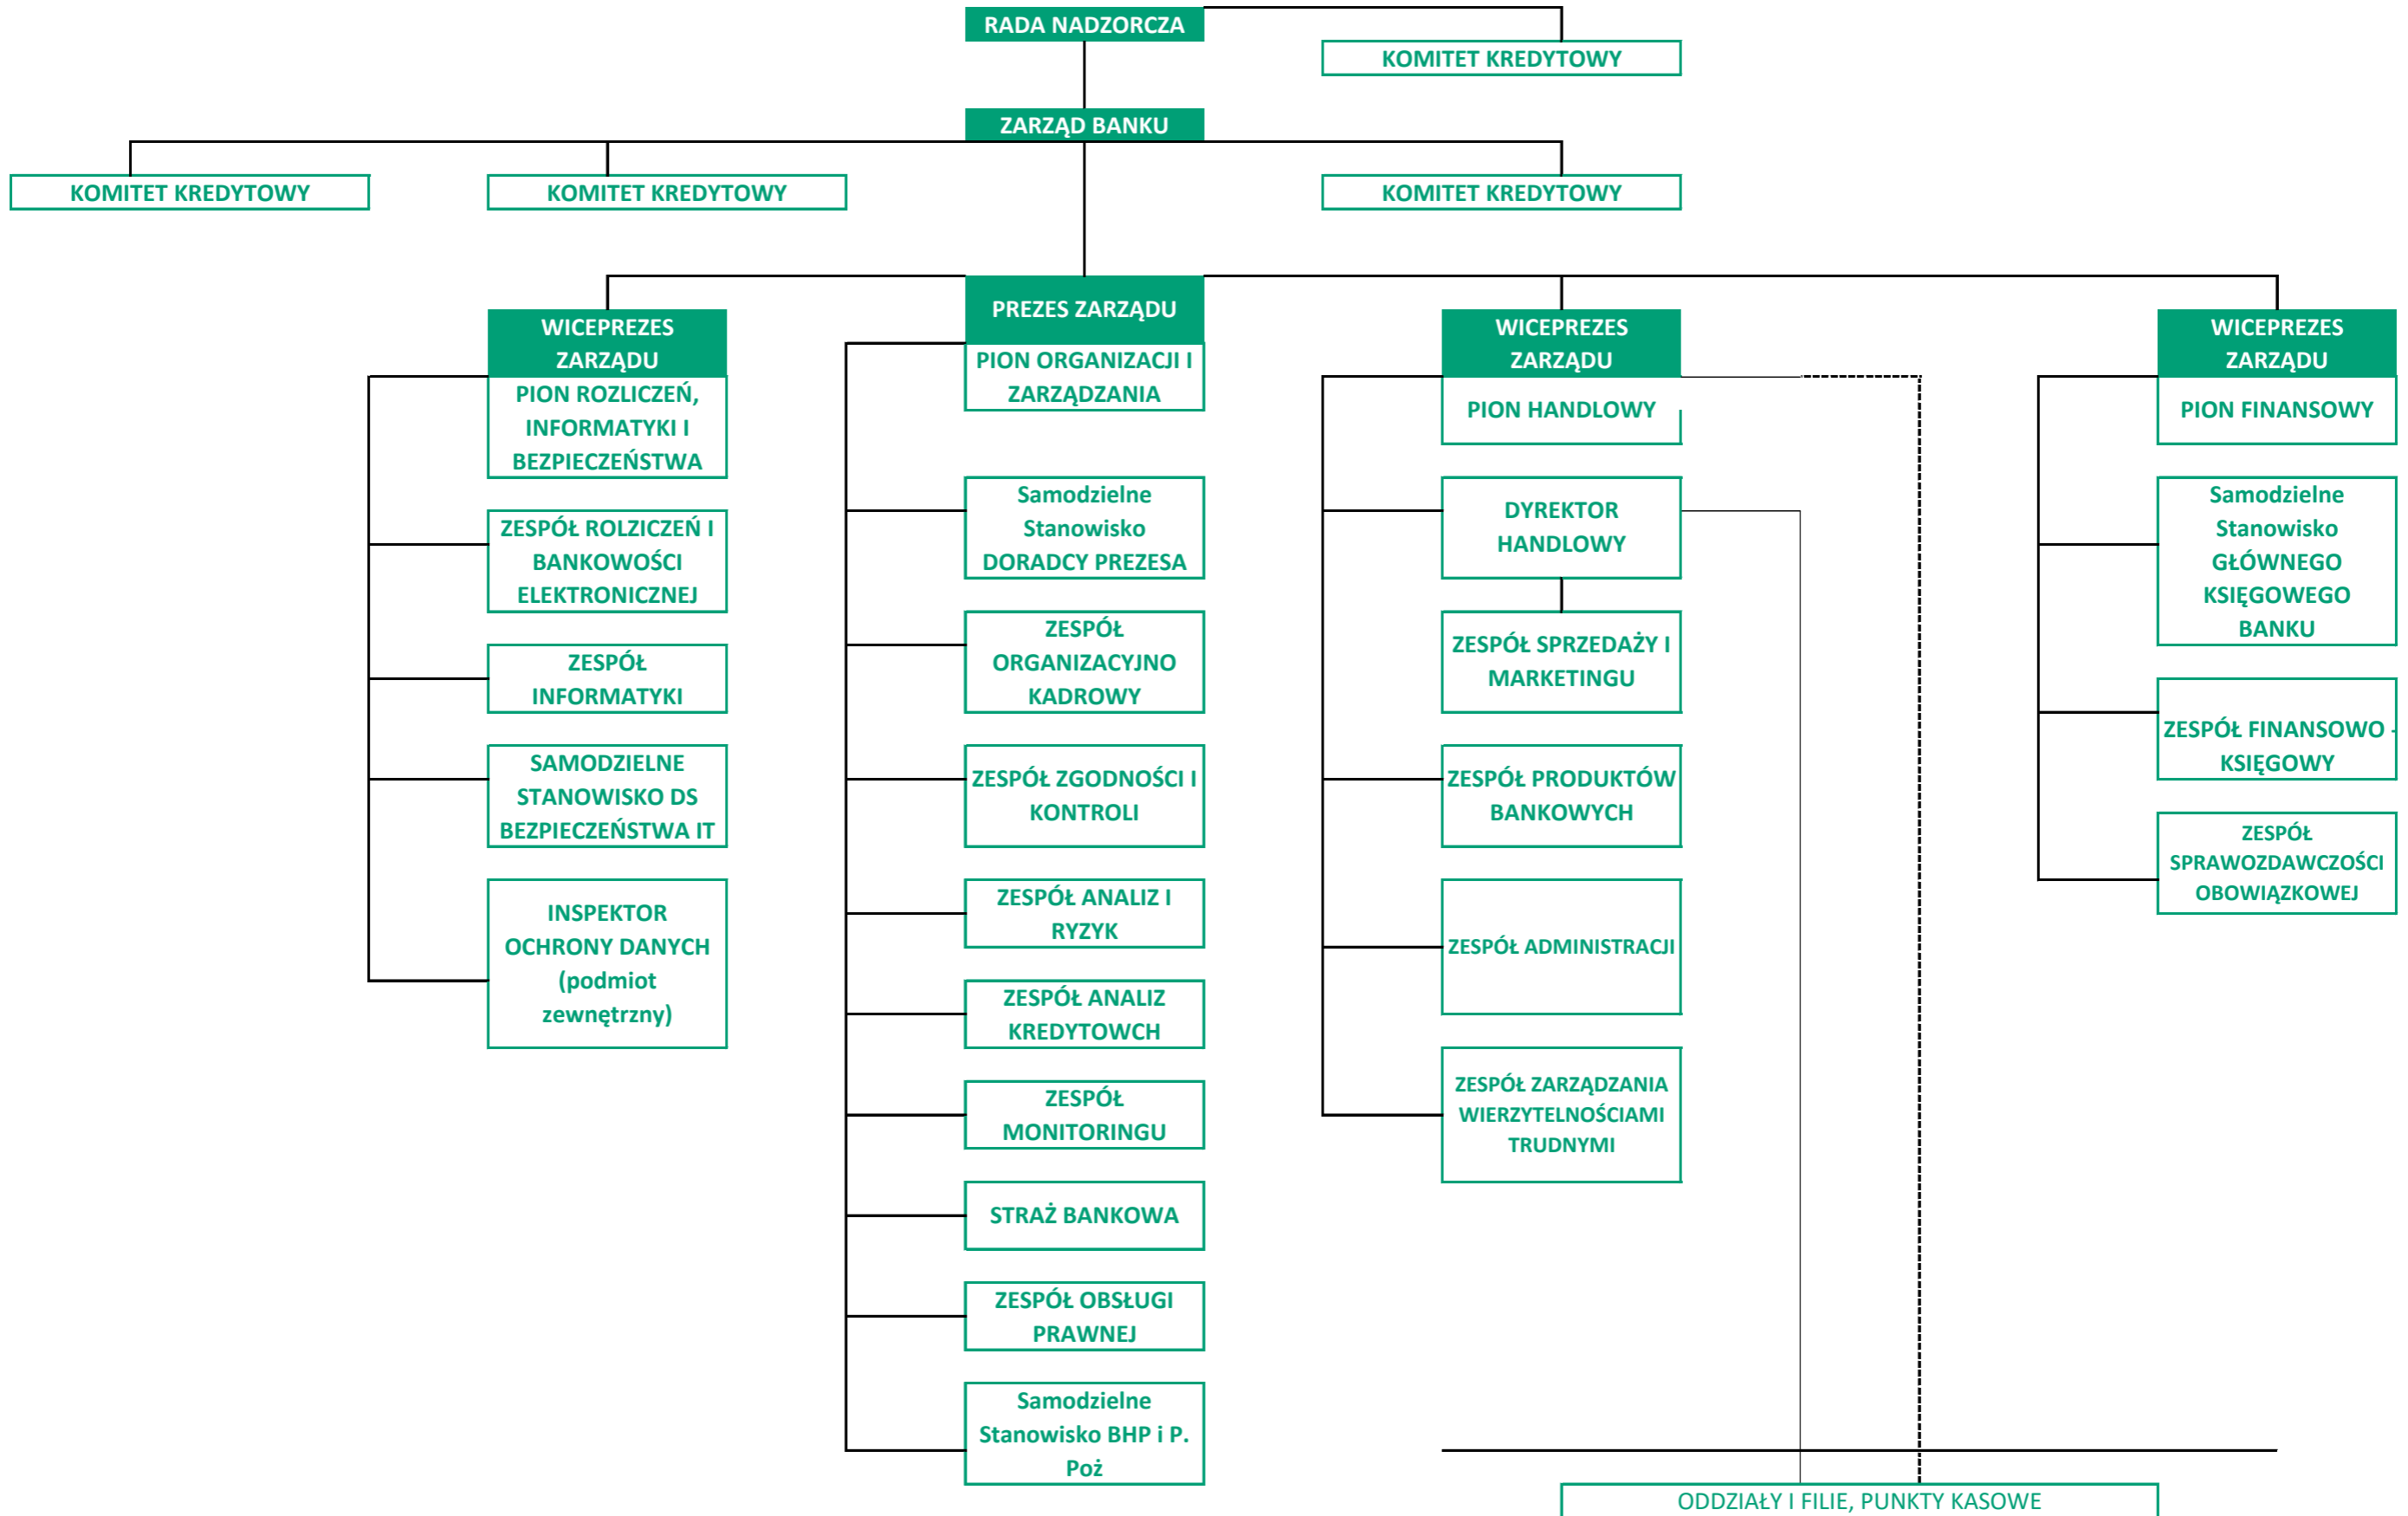 RADA NADZORCZA
KOMITET KREDYTOWY
ZARZĄD BANKU
KOMITET KREDYTOWY
KOMITET KREDYTOWY
KOMITET KREDYTOWY
WICEPREZES
ZARZĄDU
PION ROZLICZEŃ,
INFORMATYKI I
BEZPIECZEŃSTWA
ZESPÓŁ ROLZICZEŃ I
BANKOWOŚCI
ELEKTRONICZNEJ
ZESPÓŁ
INFORMATYKI
SAMODZIELNE
STANOWISKO DS
BEZPIECZEŃSTWA IT
INSPEKTOR
OCHRONY DANYCH
(podmiot
zewnętrzny)
PREZES ZARZĄDU
PION ORGANIZACJI I
ZARZĄDZANIA
Samodzielne
Stanowisko
DORADCY PREZESA
ZESPÓŁ
ORGANIZACYJNO
KADROWY
ZESPÓŁ ZGODNOŚCI I
KONTROLI
ZESPÓŁ ANALIZ I
RYZYK
ZESPÓŁ ANALIZ
KREDYTOWCH
ZESPÓŁ
MONITORINGU
STRAŻ BANKOWA
ZESPÓŁ OBSŁUGI
PRAWNEJ
Samodzielne
Stanowisko BHP i P.
Poż
WICEPREZES
ZARZĄDU
PION HANDLOWY
DYREKTOR
HANDLOWY
ZESPÓŁ SPRZEDAŻY I
MARKETINGU
ZESPÓŁ PRODUKTÓW
BANKOWYCH
ZESPÓŁ ADMINISTRACJI
ZESPÓŁ ZARZĄDZANIA
WIERZYTELNOŚCIAMI
TRUDNYMI
WICEPREZES
ZARZĄDU
PION FINANSOWY
Samodzielne
Stanowisko
GŁÓWNEGO
KSIĘGOWEGO
BANKU
ZESPÓŁ FINANSOWO -
KSIĘGOWY
ZESPÓŁ
SPRAWOZDAWCZOŚCI
OBOWIĄZKOWEJ
ODDZIAŁY I FILIE, PUNKTY KASOWE